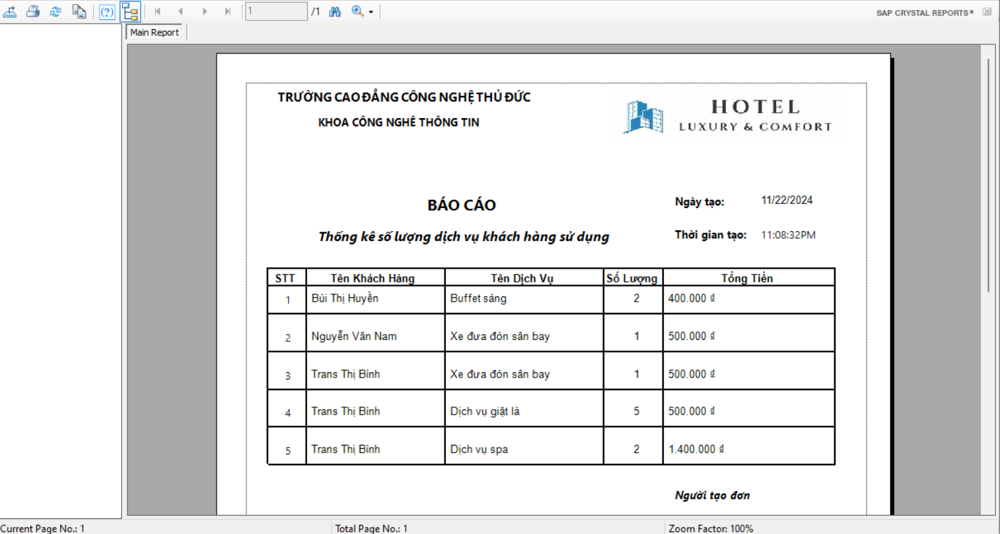 1 /1 SAP CRYSTAL REPORTS®
Main Report
TRƯỜNG CAO ĐẲNG CÔNG NGHỆ THỦ ĐỨC
KHOA CÔNG NGHÊ THÔNG TIN
HOTEL
LUXURY & COMFORT
BÁO CÁO
Ngày tạo: 11/22/2024
Thống kê số lượng dịch vụ khách hàng sử dụng
Thời gian tạo: 11:08:32PM
STT Tên Khách Hàng Tên Dịch Vụ Số Lượng Tổng Tiền
1 Bùi Thị Huyền Buffet sáng 2 400.000 ₫
2 Nguyễn Văn Nam Xe đưa đón sân bay 1 500.000 ₫
3 Trans Thị Bình Xe đưa đón sân bay 1 500.000 ₫
4 Trans Thị Bình Dịch vụ giặt là 5 500.000 ₫
5 Trans Thị Bình Dịch vụ spa 2 1.400.000 ₫
Người tạo đơn
Current Page No.: 1 Total Page No.: 1 Zoom Factor: 100%